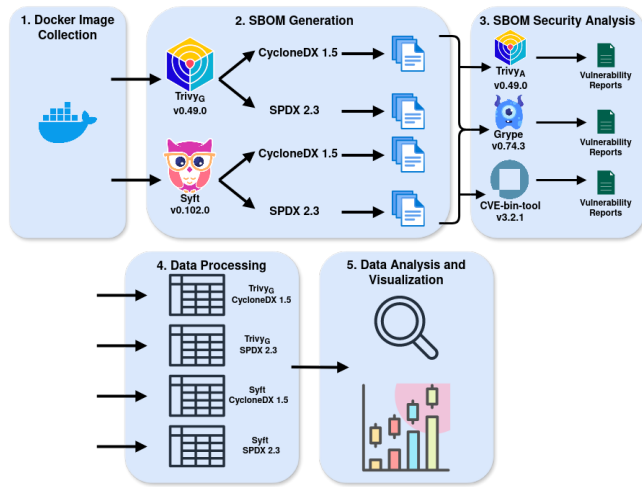 1. Docker Image
Collection
2. SBOM Generation
CycloneDX 1.5
TrivyG
v0.49.0
SPDX 2.3
CycloneDX 1.5
Syft
v0.102.0
SPDX 2.3
3. SBOM Security Analysis
TrivyA
v0.49.0
Vulnerability
Reports
Grype
v0.74.3
Vulnerability
Reports
CVE-bin-tool
v3.2.1
Vulnerability
Reports
4. Data Processing
TrivyG
CycloneDX 1.5
TrivyG
SPDX 2.3
Syft
CycloneDX 1.5
Syft
SPDX 2.3
5. Data Analysis and
Visualization